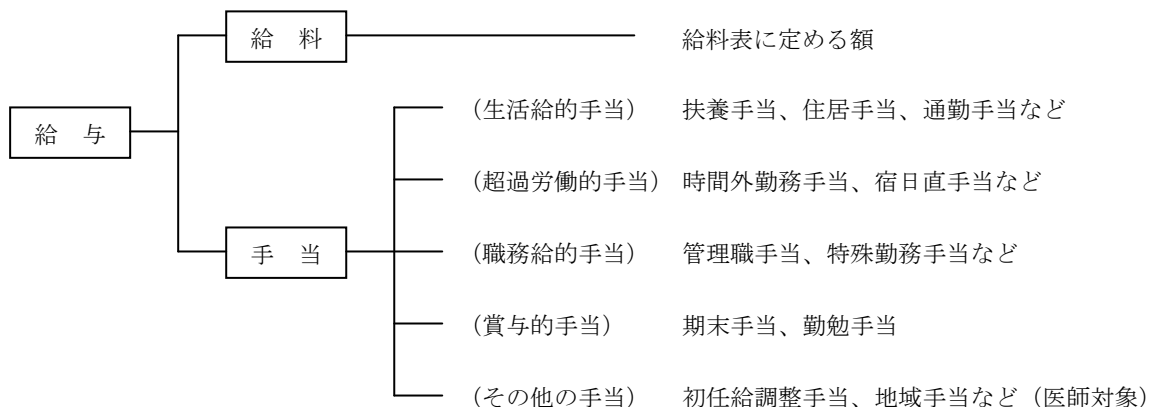 給 料 給料表に定める額
(生活給的手当) 扶養手当、住居手当、通勤手当など
給 与
(超過労働的手当) 時間外勤務手当、宿日直手当など
手 当 (職務給的手当) 管理職手当、特殊勤務手当など
(賞与的手当) 期末手当、勤勉手当
(その他の手当) 初任給調整手当、地域手当など(医師対象)